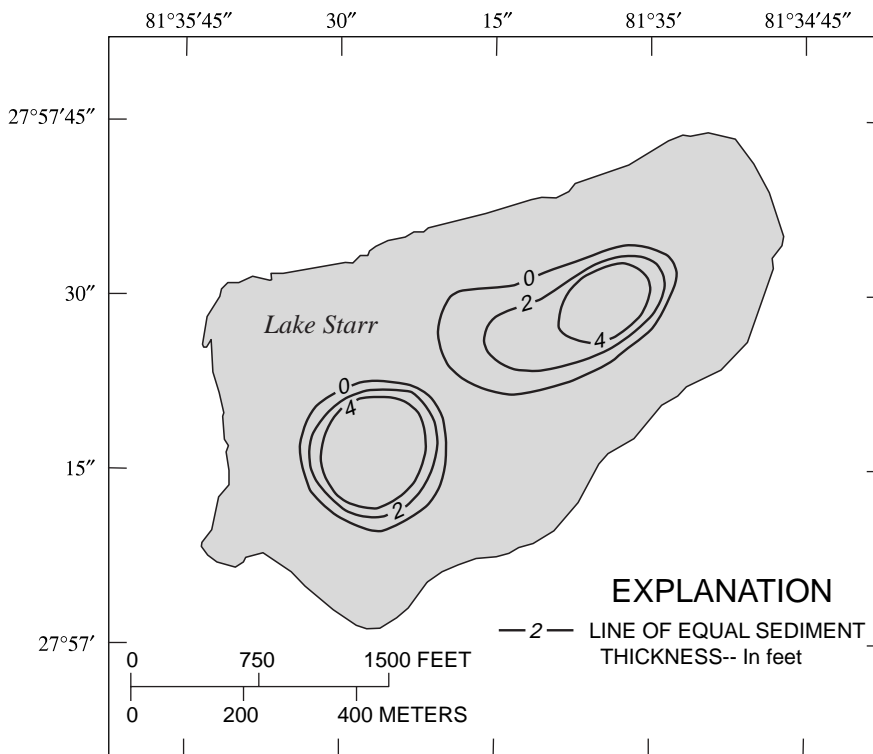 81°35′45″ 30″ 15″ 81°35′ 81°34′45″
27°57′45″
0
30″
2
Lake Starr
4
0
4
15″
2
EXPLANATION
2 LINE OF EQUAL SEDIMENT
THICKNESS-- In feet
27°57′
0 750 1500 FEET
0 200 400 METERS